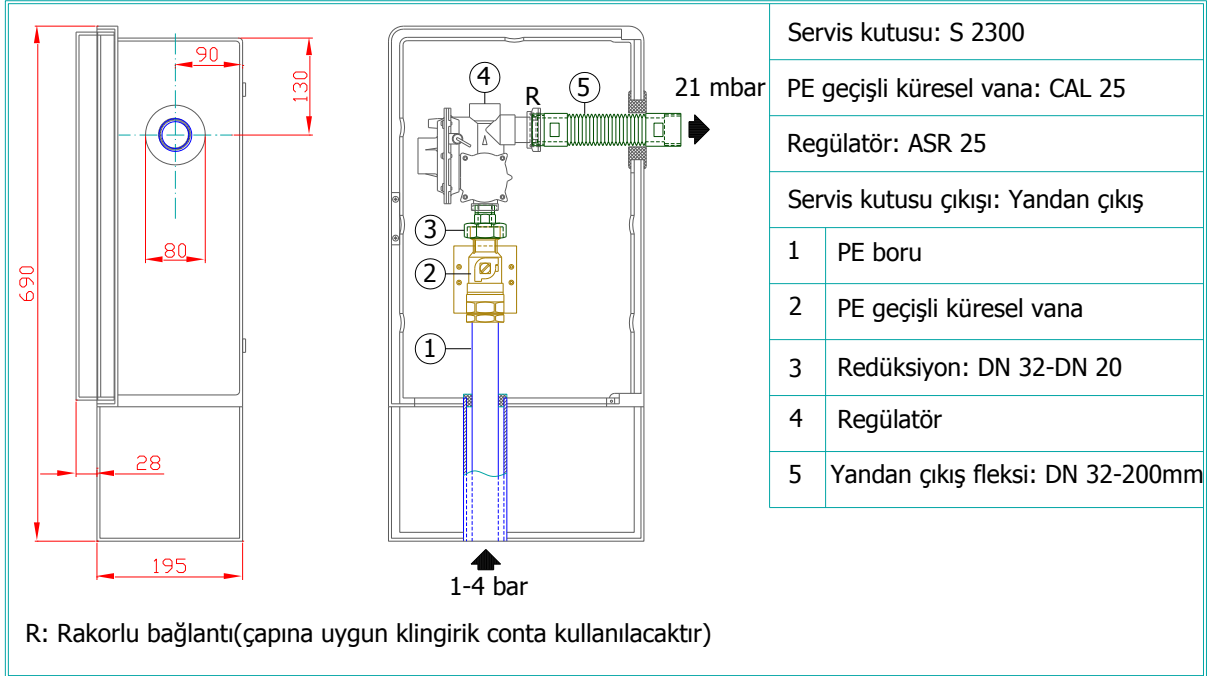 90
130
80
690
28
195
4
R
5
21 mbar
3
2
1
1-4 bar
Servis kutusu: S 2300
PE geçişli küresel vana: CAL 25
Regülatör: ASR 25
Servis kutusu çıkışı: Yandan çıkış
1 PE boru
2 PE geçişli küresel vana
3 Redüksiyon: DN 32-DN 20
4 Regülatör
5 Yandan çıkış fleksi: DN 32-200mm
R: Rakorlu bağlantı(çapına uygun klingirik conta kullanılacaktır)